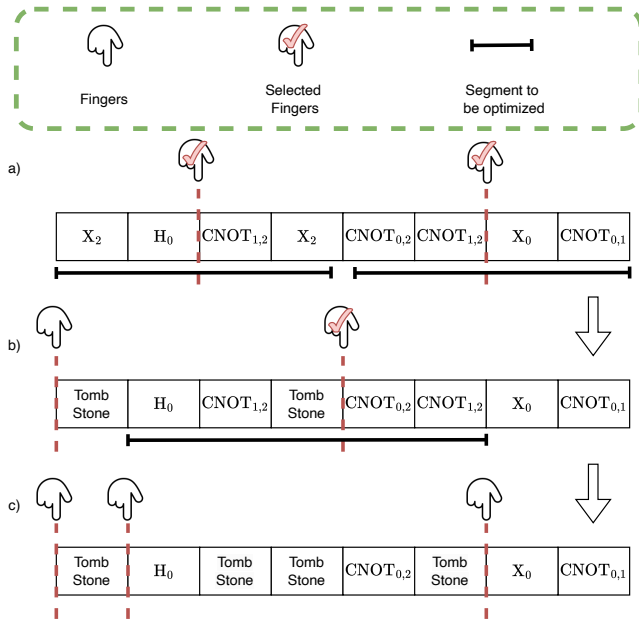 Fingers
Selected
Fingers
Segment to
be optimized
a)
X₂ H₀ CNOT₁,₂ X₂ CNOT₀,₂ CNOT₁,₂ X₀ CNOT₀,₁
b)
Tomb Stone H₀ CNOT₁,₂ Tomb Stone CNOT₀,₂ CNOT₁,₂ X₀ CNOT₀,₁
c)
Tomb Stone H₀ Tomb Stone Tomb Stone CNOT₀,₂ Tomb Stone X₀ CNOT₀,₁